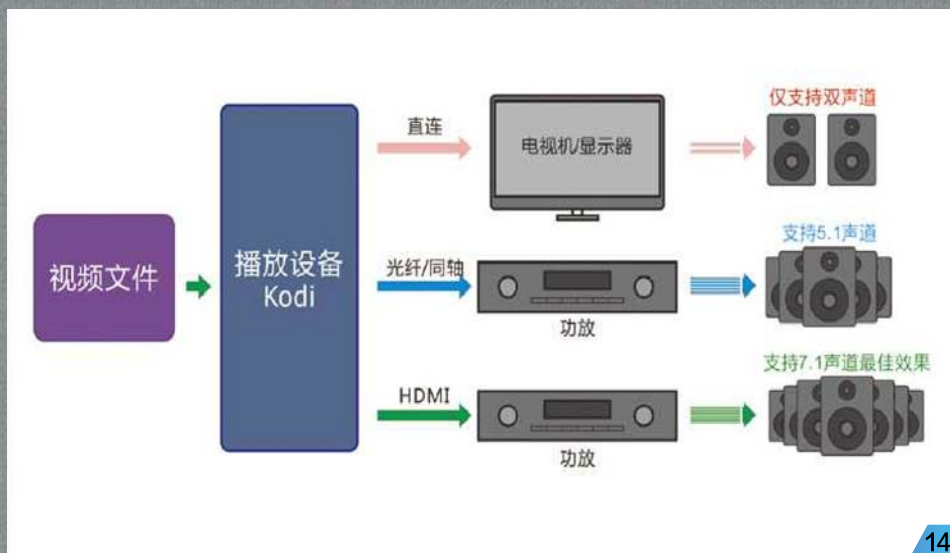 仅支持双声道
直连
电视机/显示器
支持5.1声道
视频文件
播放设备
Kodi
光纤/同轴
功放
支持7.1声道最佳效果
HDMI
功放
14